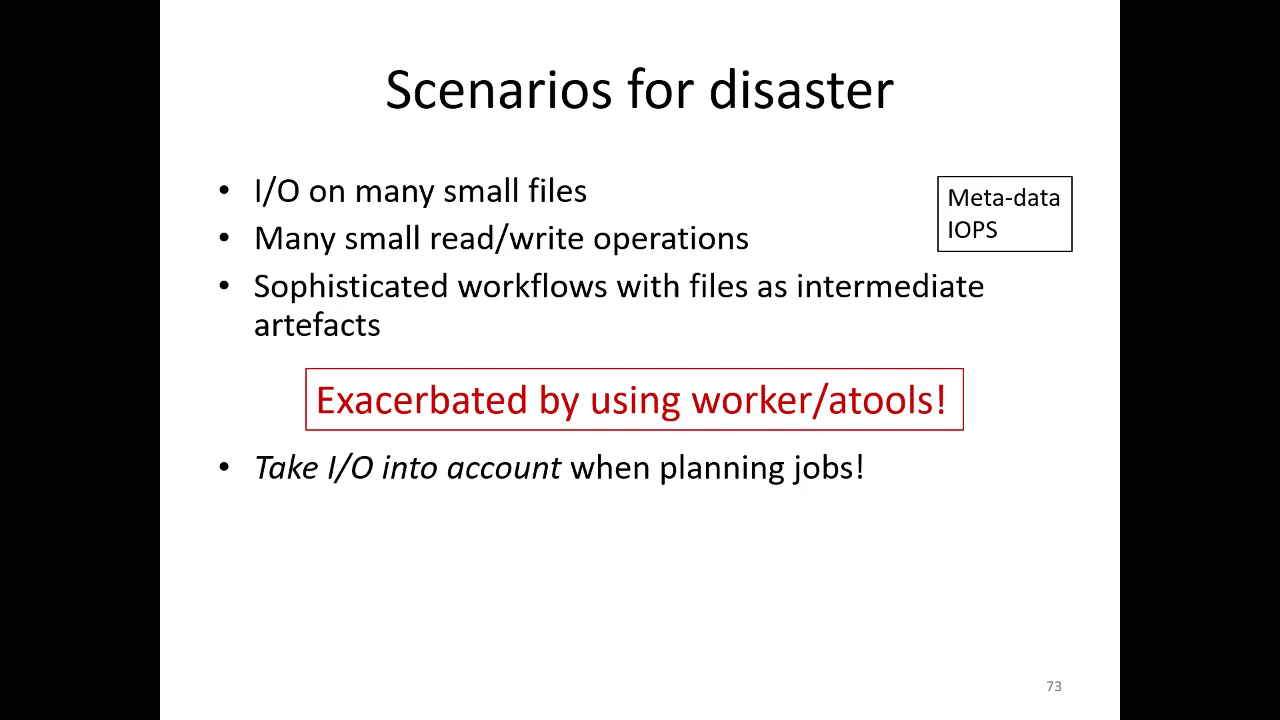 Scenarios for disaster
• I/O on many small files
• Many small read/write operations
• Sophisticated workflows with files as intermediate
artefacts
Meta-data
IOPS
Exacerbated by using worker/atools!
• Take I/O into account when planning jobs!
73